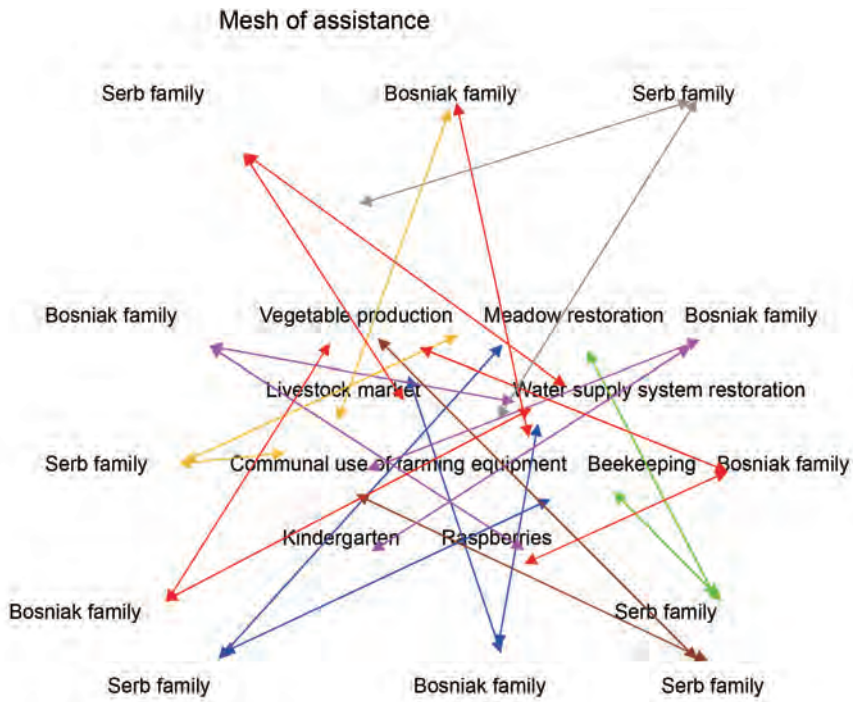 Mesh of assistance
Serb family
Bosniak family
Serb family
Bosniak family
Vegetable production
Meadow restoration
Bosniak family
Livestock market
Water supply system restoration
Serb family
Communal use of farming equipment
Beekeeping
Bosniak family
Kindergarten
Raspberries
Bosniak family
Serb family
Serb family
Bosniak family
Serb family